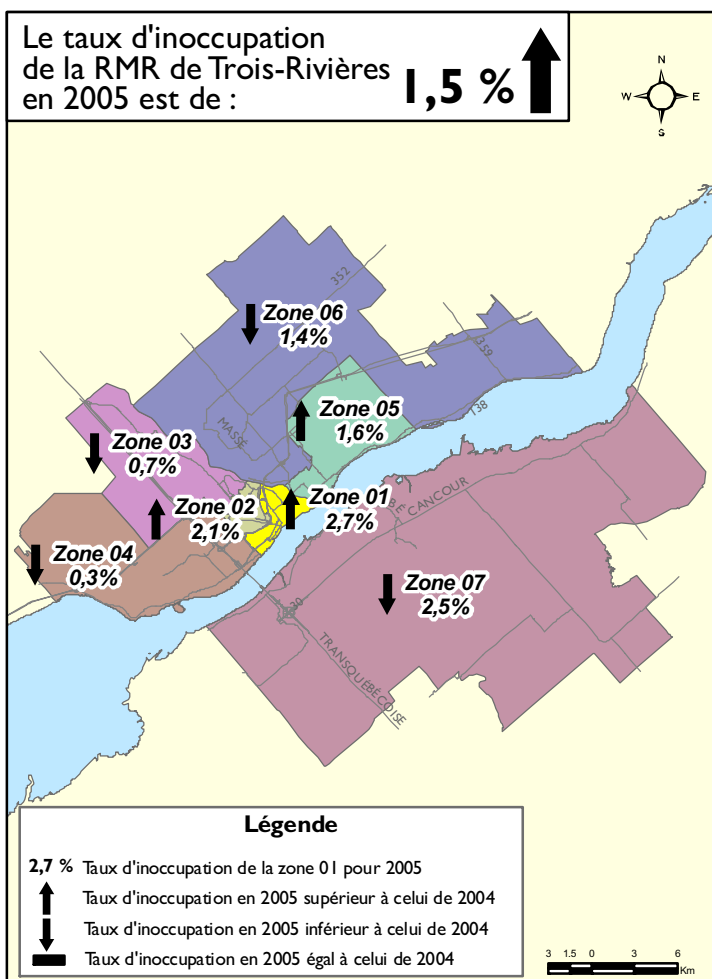 Le taux d'inoccupation
de la RMR de Trois-Rivières
en 2005 est de :
1,5 %
N
W E
S
352
Zone 06
1,4%
359
138
Zone 05
1,6%
MASSÉ
Zone 03
0,7%
Zone 01
2,7%
Zone 02
2,1%
CANCOUR
Zone 04
0,3%
Zone 07
2,5%
30
TRANSQUÉBÉCOISE
Légende
2,7 % Taux d'inoccupation de la zone 01 pour 2005
Taux d'inoccupation en 2005 supérieur à celui de 2004
Taux d'inoccupation en 2005 inférieur à celui de 2004
Taux d'inoccupation en 2005 égal à celui de 2004
3 1.5 0 3 6
Km